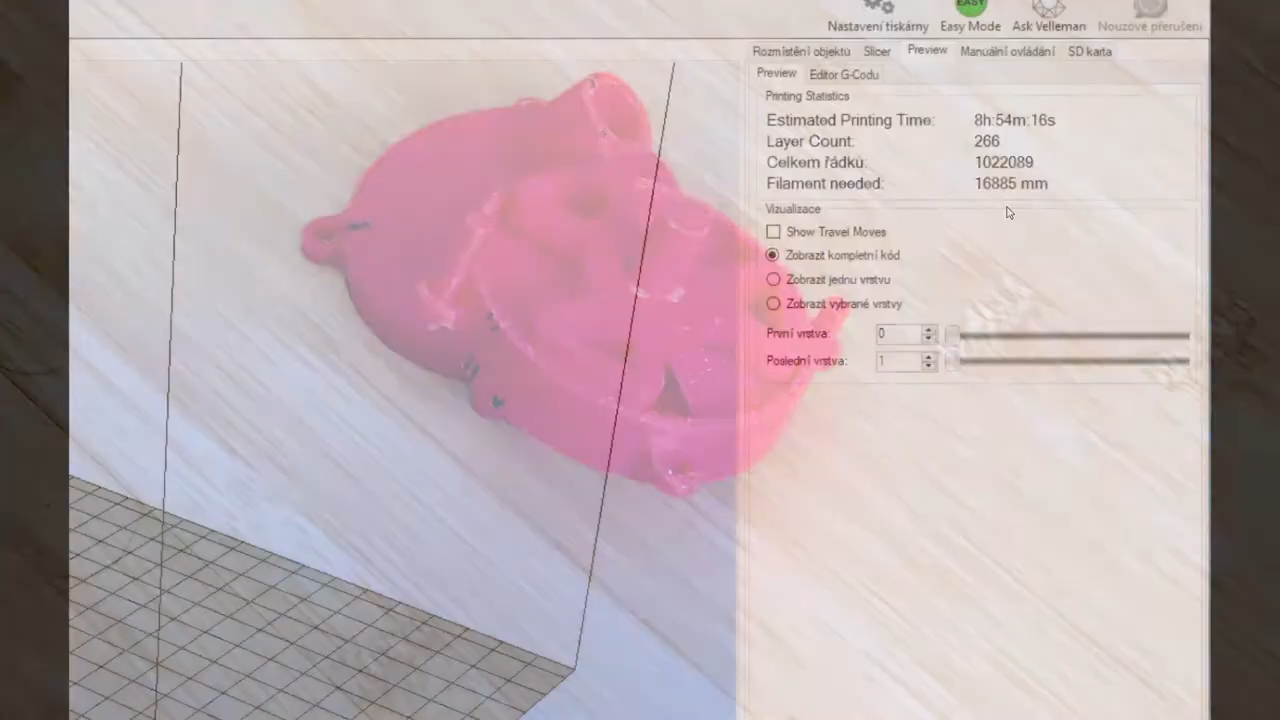 EASY
Nastavení tiskárny Easy Mode Ask Velleman Nouzové přerušení
Rozmístění objektů Slicer Preview Manuální ovládání SD karta
Preview Editor G-Codu
Printing Statistics
Estimated Printing Time: 8h:54m:16s
Layer Count: 266
Celkem řádků: 1022089
Filament needed: 16885 mm
Vizualizace
Show Travel Moves
Zobrazit kompletní kód
Zobrazit jednu vrstvu
Zobrazit vybrané vrstvy
První vrstva: 0
Poslední vrstva: 1